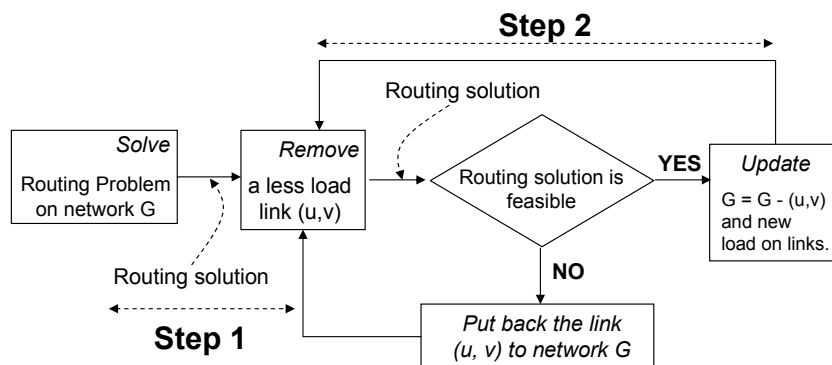 Step 2
Routing solution
Solve
Routing Problem
on network G
Remove
a less load
link (u,v)
Routing solution is
feasible
YES
Update
G = G - (u,v)
and new
load on links.
Routing solution
NO
Step 1
Put back the link
(u, v) to network G